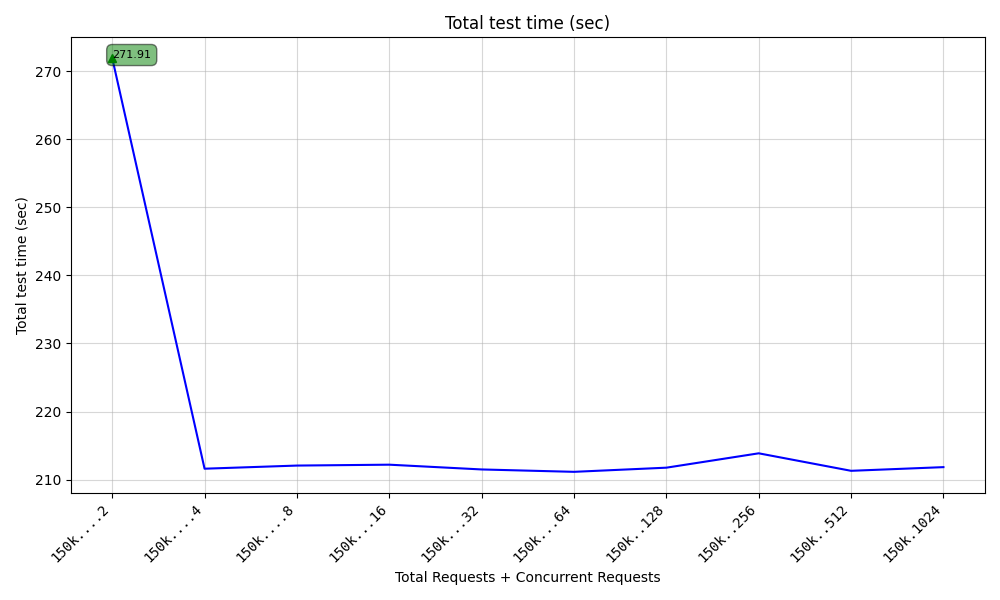 Total test time (sec)
271.91
270
260
250
240
230
220
210
Total test time (sec)
150k....2
150k....4
150k....8
150k...16
150k...32
150k...64
150k..128
150k..256
150k..512
150k.1024
Total Requests + Concurrent Requests